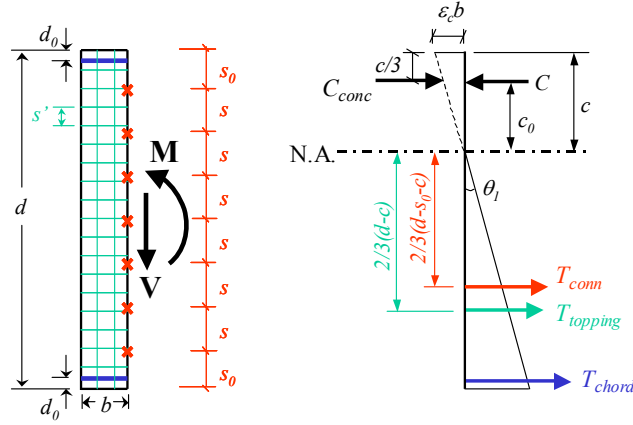 d₀
s'
d
d₀
b
M
V
s₀
s
s
s
s
s
s
s₀
εcb
c/3
Cconc
C
c₀
c
N.A.
θ₁
2/3(d-c)
2/3(d-s₀-c)
Tconn
Ttopping
Tchord